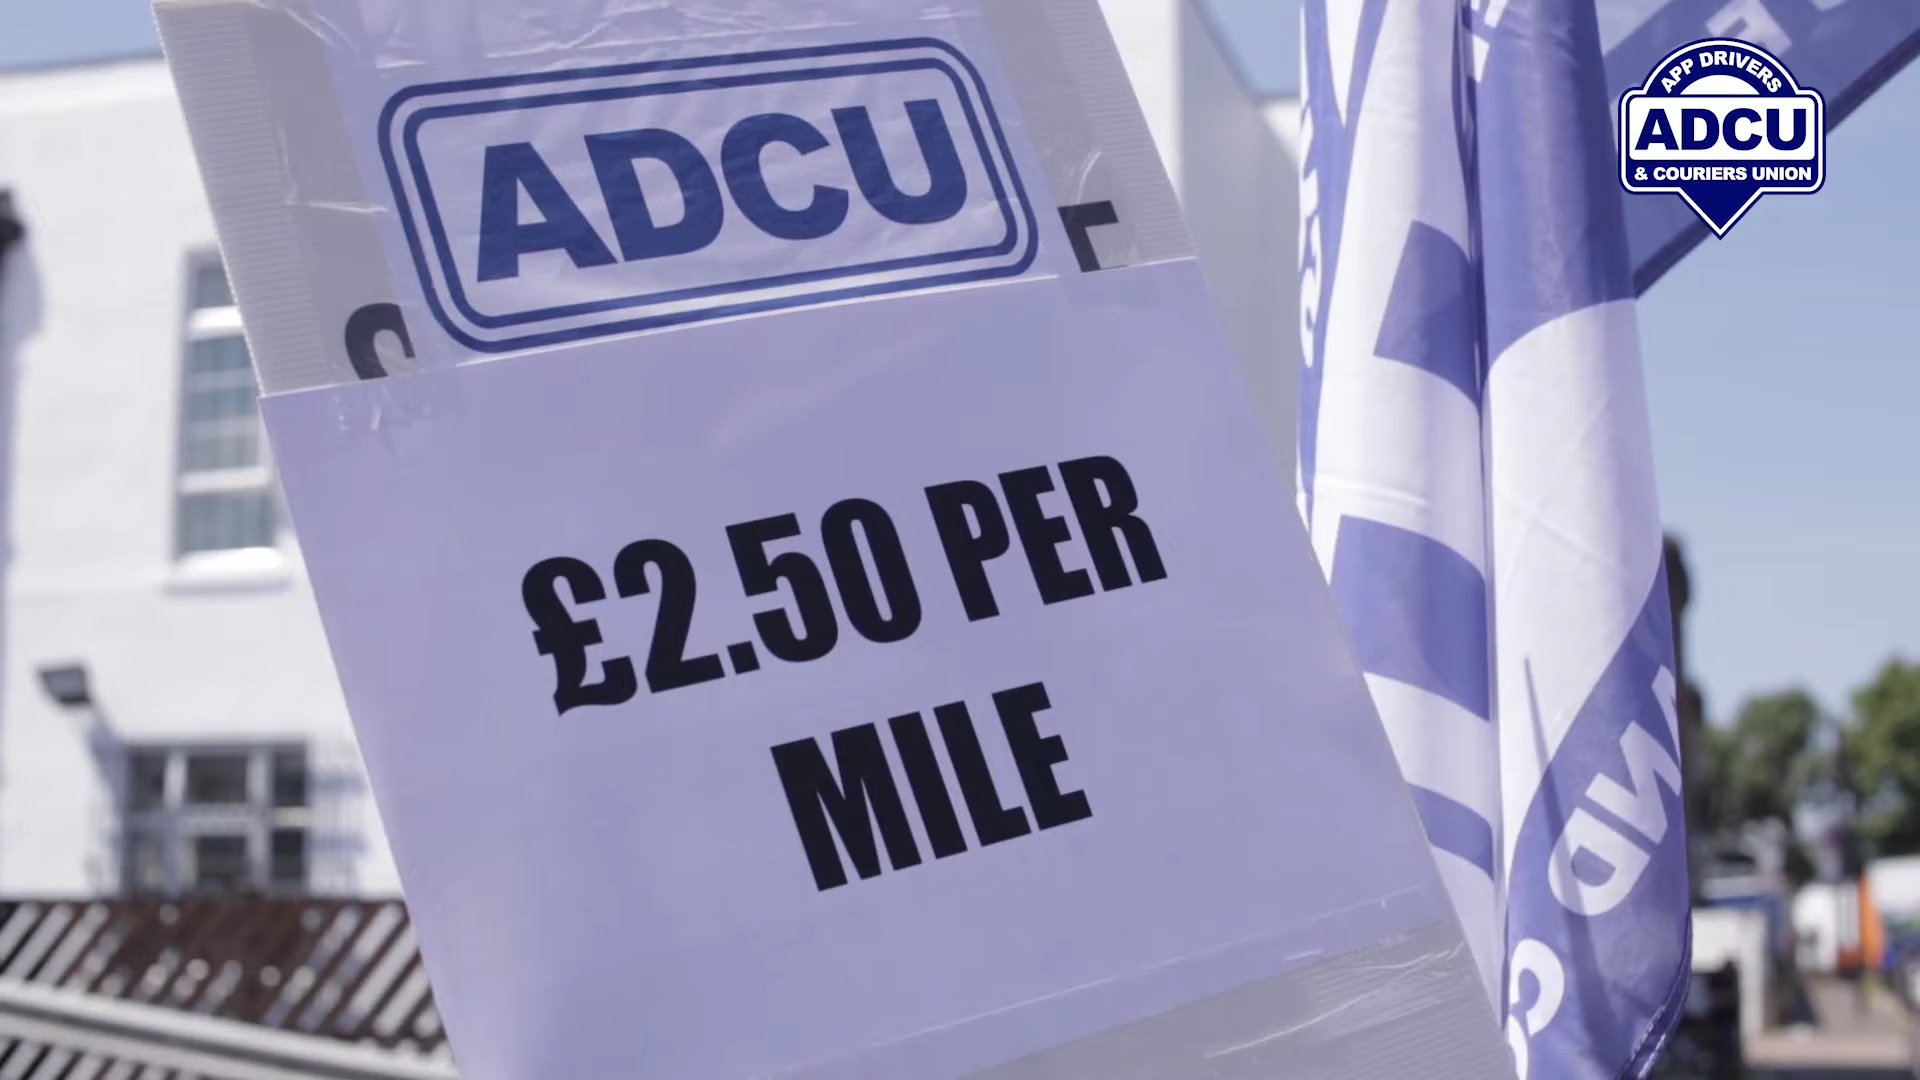 ADCU
£2.50 PER
MILE
APP DRIVERS
ADCU
& COURIERS UNION